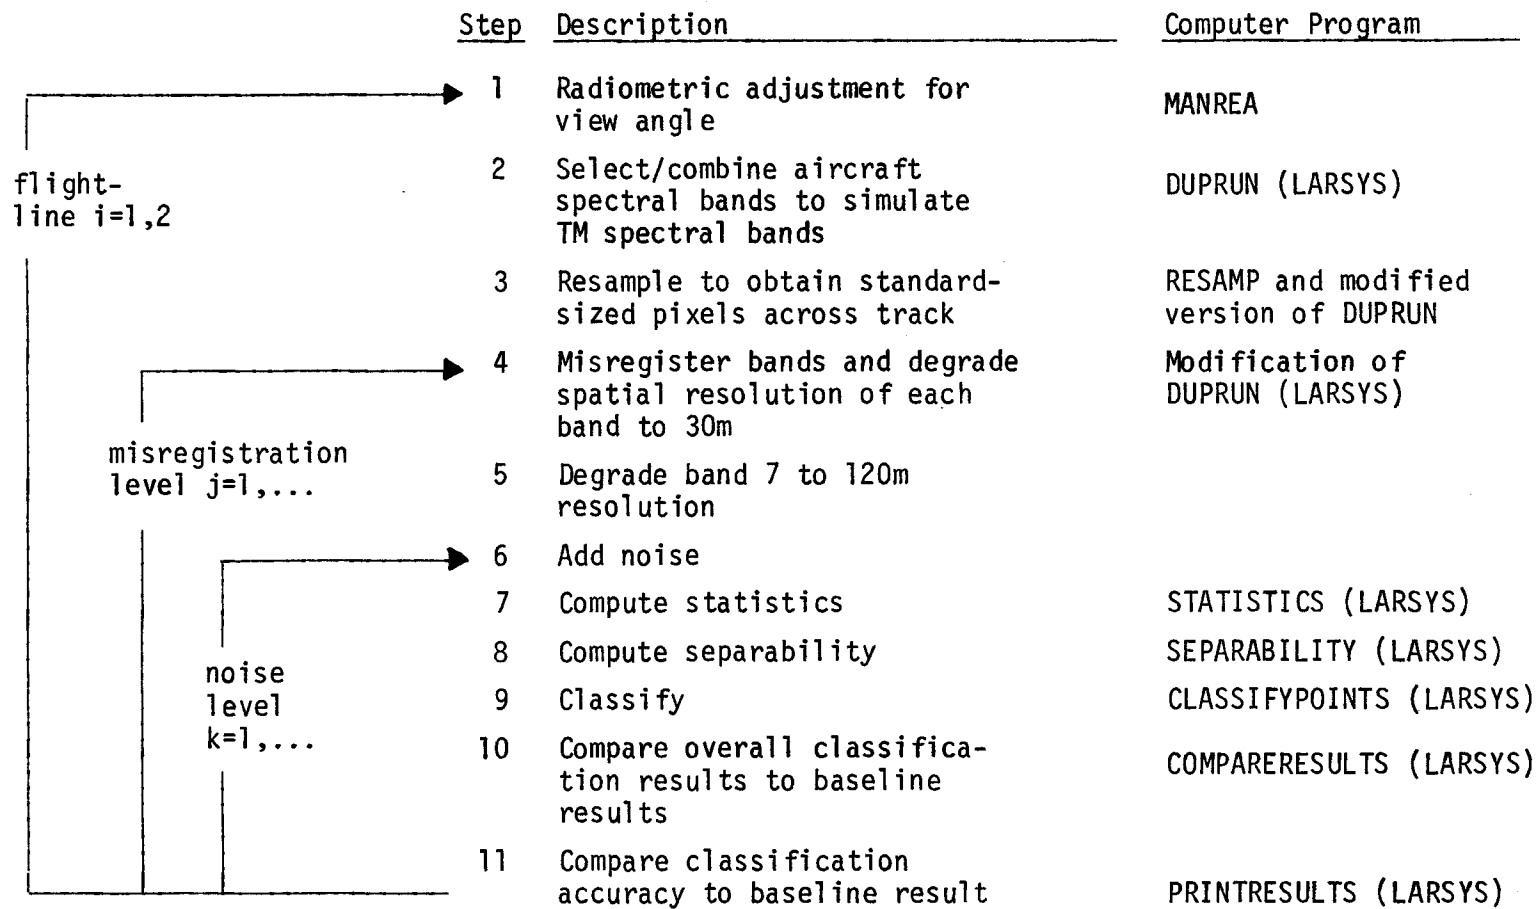 Step Description Computer Program
1 Radiometric adjustment for
view angle
MANREA
flight-
line i=1,2
2 Select/combine aircraft
spectral bands to simulate
TM spectral bands
DUPRUN (LARSYS)
3 Resample to obtain standard-
sized pixels across track
RESAMP and modified
version of DUPRUN
4 Misregister bands and degrade
spatial resolution of each
band to 30m
Modification of
DUPRUN (LARSYS)
misregistration
level j=1,...
5 Degrade band 7 to 120m
resolution
6 Add noise
7 Compute statistics STATISTICS (LARSYS)
8 Compute separability SEPARABILITY (LARSYS)
noise
level
k=1,...
9 Classify CLASSIFYPOINTS (LARSYS)
10 Compare overall classifica-
tion results to baseline
results
COMPARERESULTS (LARSYS)
11 Compare classification
accuracy to baseline result
PRINTRESULTS (LARSYS)